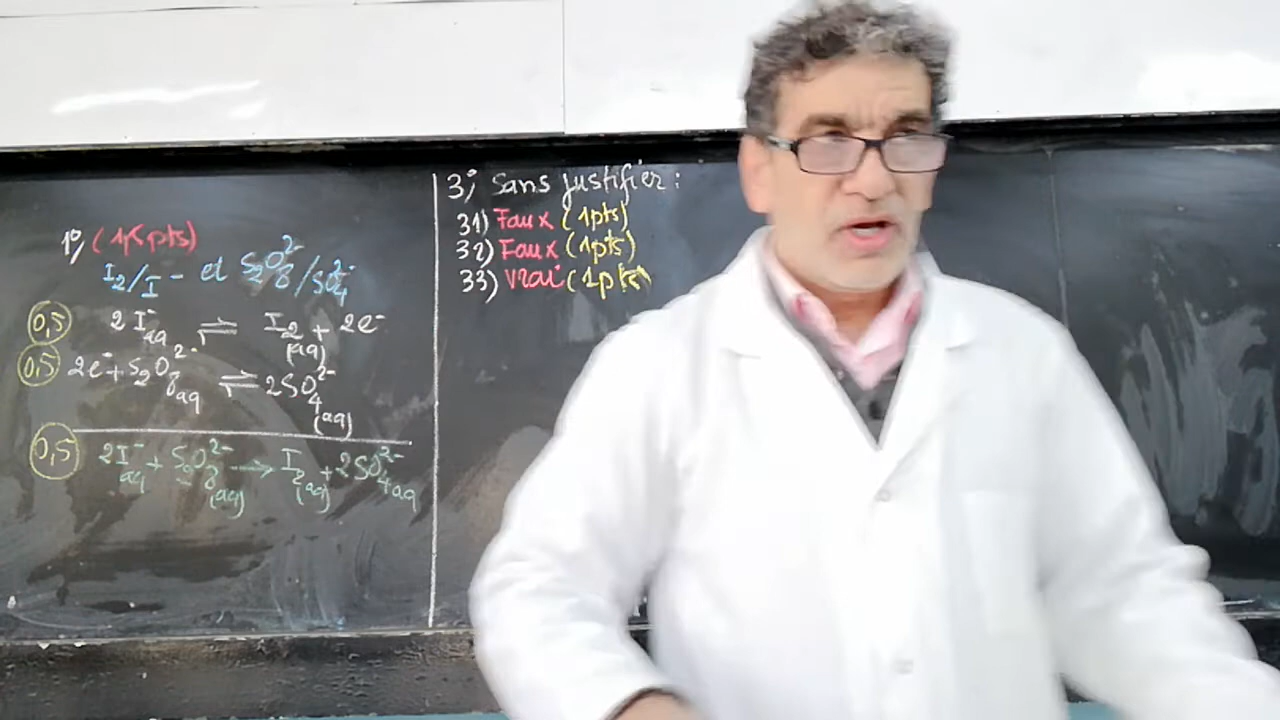 1°/ (1,5 pts)
I2/I- et S2O8^2-/SO4^2-
0,5 2I-aq ⇌ I2(aq) + 2e-
0,5 2e- + S2O8^2- aq ⇌ 2SO4^2-(aq)
0,5 2I-aq + S2O8^2-(aq) → I2(aq) + 2SO4^2-aq
3°/ Sans justifier :
31) Faux (1pts)
32) Faux (1pts)
33) Vrai (1pts)